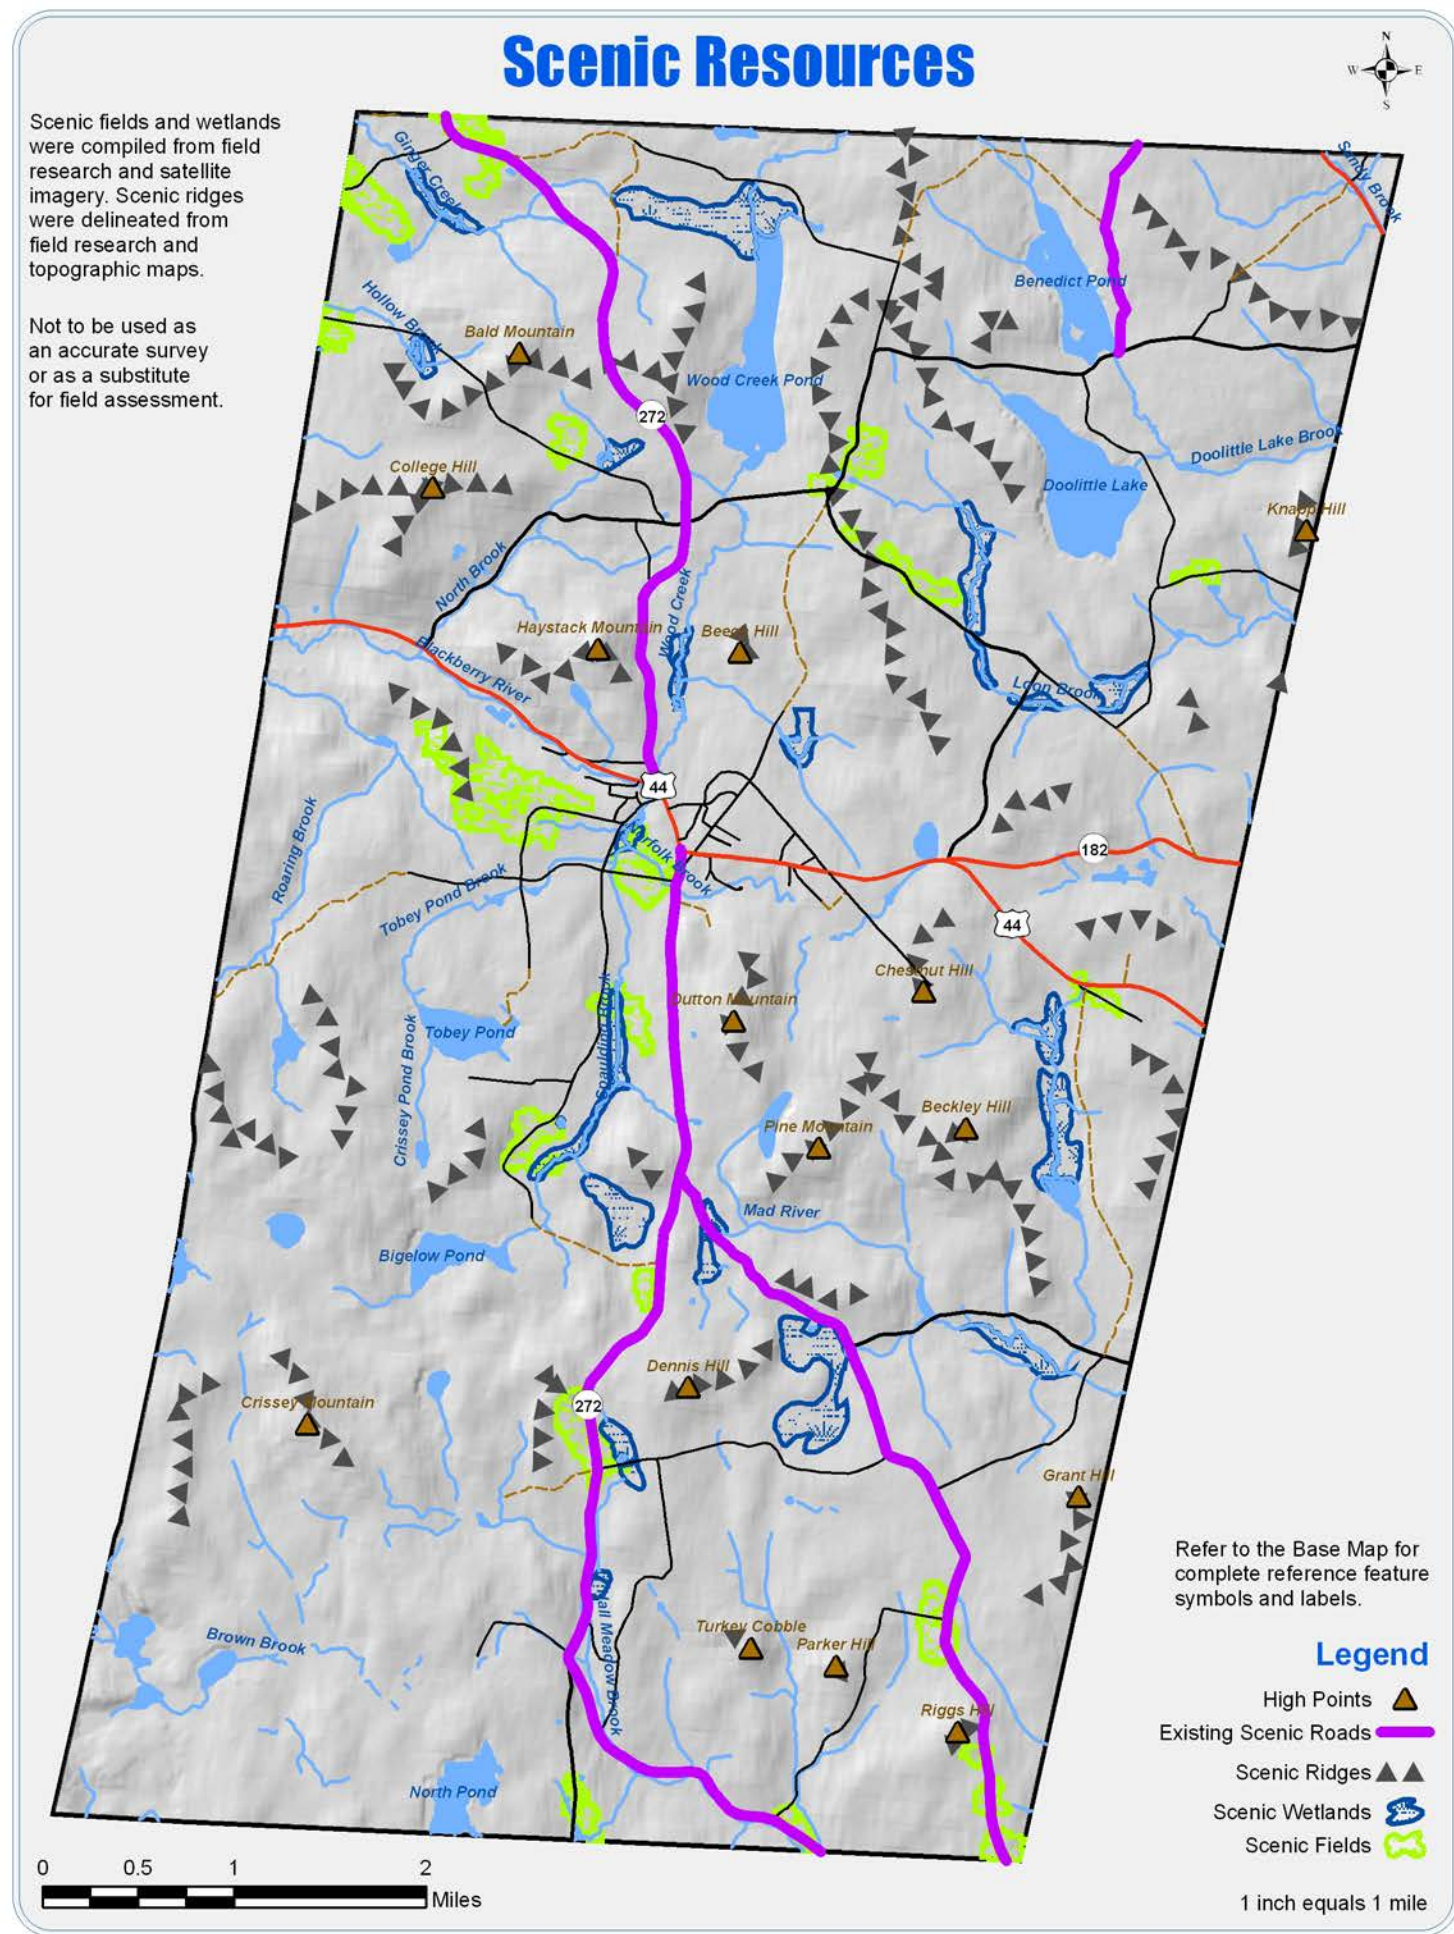 Scenic Resources
N
W E
S
Scenic fields and wetlands
were compiled from field
research and satellite
imagery. Scenic ridges
were delineated from
field research and
topographic maps.
Not to be used as
an accurate survey
or as a substitute
for field assessment.
Ginger Creek
Sandy Brook
Benedict Pond
Hollow Brook
Bald Mountain
Wood Creek Pond
272
Doolittle Lake Brook
College Hill
Doolittle Lake
Knapp Hill
North Brook
Wood Creek
Haystack Mountain
Beech Hill
Blackberry River
Loon Brook
44
Roaring Brook
Norfolk Brook
182
Tobey Pond Brook
44
Chestnut Hill
Dutton Mountain
Spaulding Brook
Tobey Pond
Crissey Pond Brook
Beckley Hill
Pine Mountain
Mad River
Bigelow Pond
Dennis Hill
Crissey Mountain
272
Grant Hill
Refer to the Base Map for
complete reference feature
symbols and labels.
Turkey Cobble
Parker Hill
Brown Brook
Hall Meadow Brook
Riggs Hill
North Pond
Legend
High Points
Existing Scenic Roads
Scenic Ridges
Scenic Wetlands
Scenic Fields
0 0.5 1 2
Miles
1 inch equals 1 mile